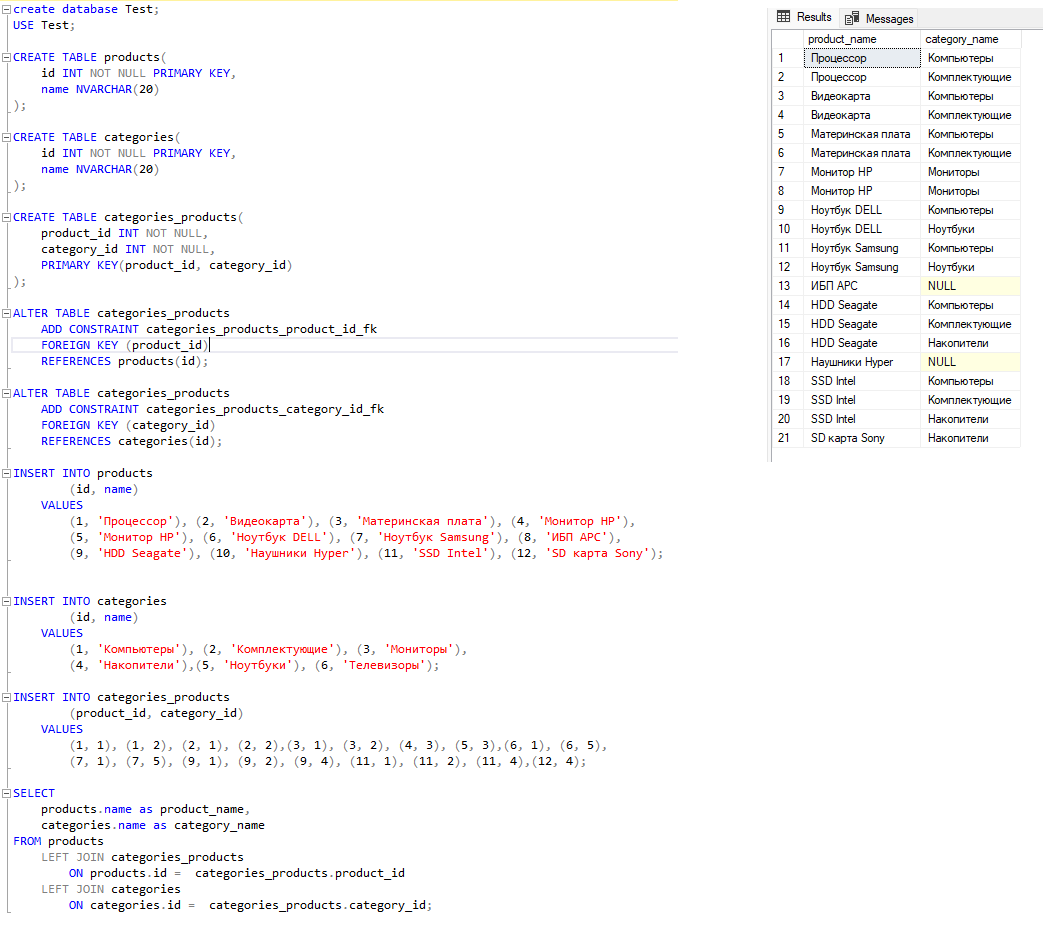 create database Test;
USE Test;
CREATE TABLE products(
id INT NOT NULL PRIMARY KEY,
name NVARCHAR(20)
);
CREATE TABLE categories(
id INT NOT NULL PRIMARY KEY,
name NVARCHAR(20)
);
CREATE TABLE categories_products(
product_id INT NOT NULL,
category_id INT NOT NULL,
PRIMARY KEY(product_id, category_id)
);
ALTER TABLE categories_products
ADD CONSTRAINT categories_products_product_id_fk
FOREIGN KEY (product_id)
REFERENCES products(id);
ALTER TABLE categories_products
ADD CONSTRAINT categories_products_category_id_fk
FOREIGN KEY (category_id)
REFERENCES categories(id);
INSERT INTO products
(id, name)
VALUES
(1, 'Процессор'), (2, 'Видеокарта'), (3, 'Материнская плата'), (4, 'Монитор HP'),
(5, 'Монитор HP'), (6, 'Ноутбук DELL'), (7, 'Ноутбук Samsung'), (8, 'ИБП APC'),
(9, 'HDD Seagate'), (10, 'Наушники Hyper'), (11, 'SSD Intel'), (12, 'SD карта Sony');
INSERT INTO categories
(id, name)
VALUES
(1, 'Компьютеры'), (2, 'Комплектующие'), (3, 'Мониторы'),
(4, 'Накопители'),(5, 'Ноутбуки'), (6, 'Телевизоры');
INSERT INTO categories_products
(product_id, category_id)
VALUES
(1, 1), (1, 2), (2, 1), (2, 2),(3, 1), (3, 2), (4, 3), (5, 3),(6, 1), (6, 5),
(7, 1), (7, 5), (9, 1), (9, 2), (9, 4), (11, 1), (11, 2), (11, 4),(12, 4);
SELECT
products.name as product_name,
categories.name as category_name
FROM products
LEFT JOIN categories_products
ON products.id = categories_products.product_id
LEFT JOIN categories
ON categories.id = categories_products.category_id;
Results Messages
product_name category_name
1 Процессор Компьютеры
2 Процессор Комплектующие
3 Видеокарта Компьютеры
4 Видеокарта Комплектующие
5 Материнская плата Компьютеры
6 Материнская плата Комплектующие
7 Монитор HP Мониторы
8 Монитор HP Мониторы
9 Ноутбук DELL Компьютеры
10 Ноутбук DELL Ноутбуки
11 Ноутбук Samsung Компьютеры
12 Ноутбук Samsung Ноутбуки
13 ИБП APC NULL
14 HDD Seagate Компьютеры
15 HDD Seagate Комплектующие
16 HDD Seagate Накопители
17 Наушники Hyper NULL
18 SSD Intel Компьютеры
19 SSD Intel Комплектующие
20 SSD Intel Накопители
21 SD карта Sony Накопители